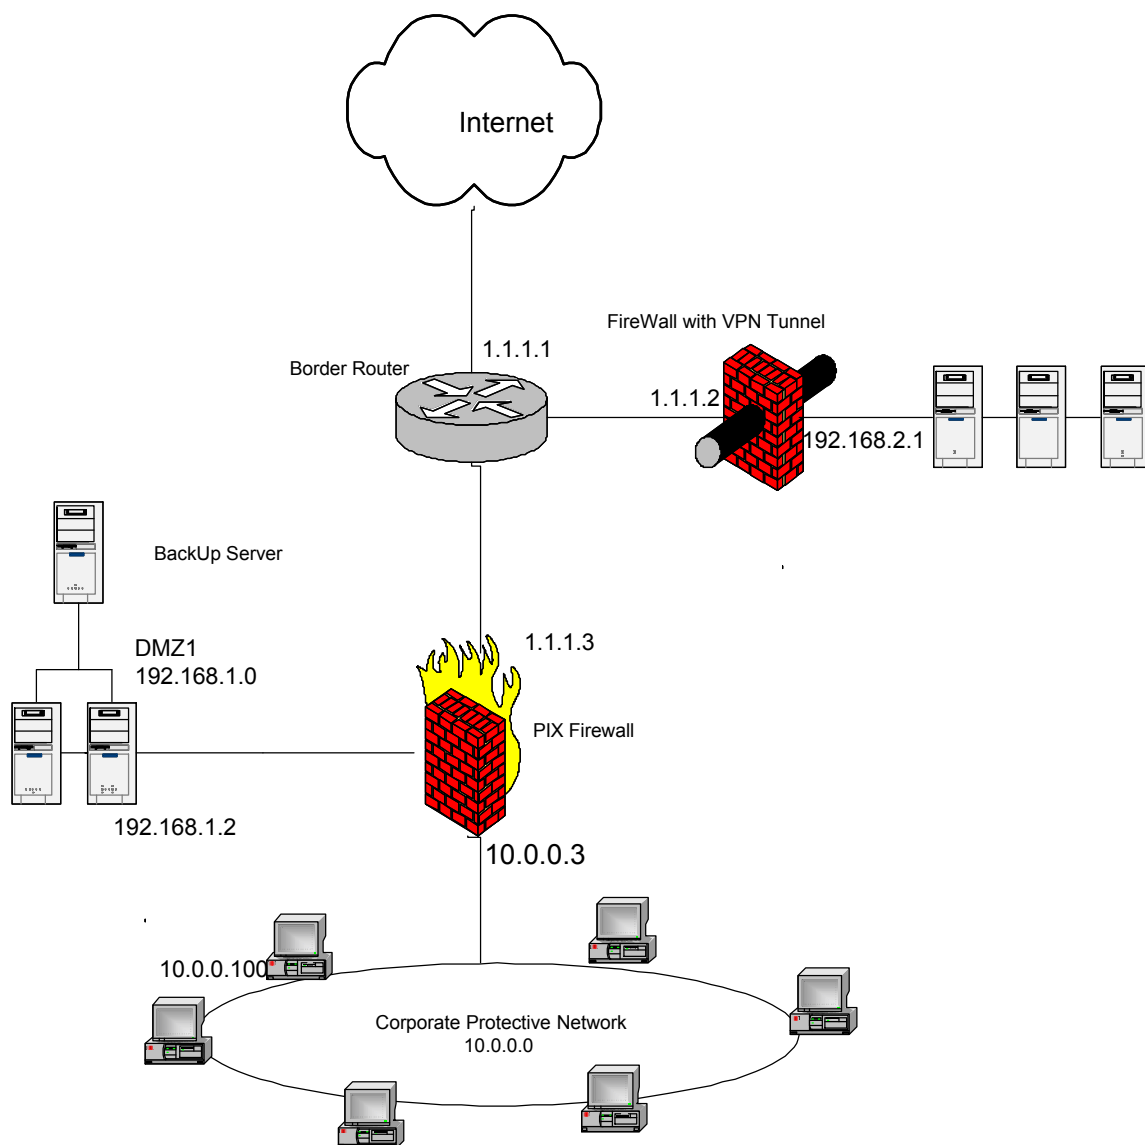 Internet
FireWall with VPN Tunnel
1.1.1.1
Border Router
1.1.1.2
192.168.2.1
BackUp Server
DMZ1
192.168.1.0
1.1.1.3
PIX Firewall
192.168.1.2
10.0.0.3
10.0.0.100
Corporate Protective Network
10.0.0.0